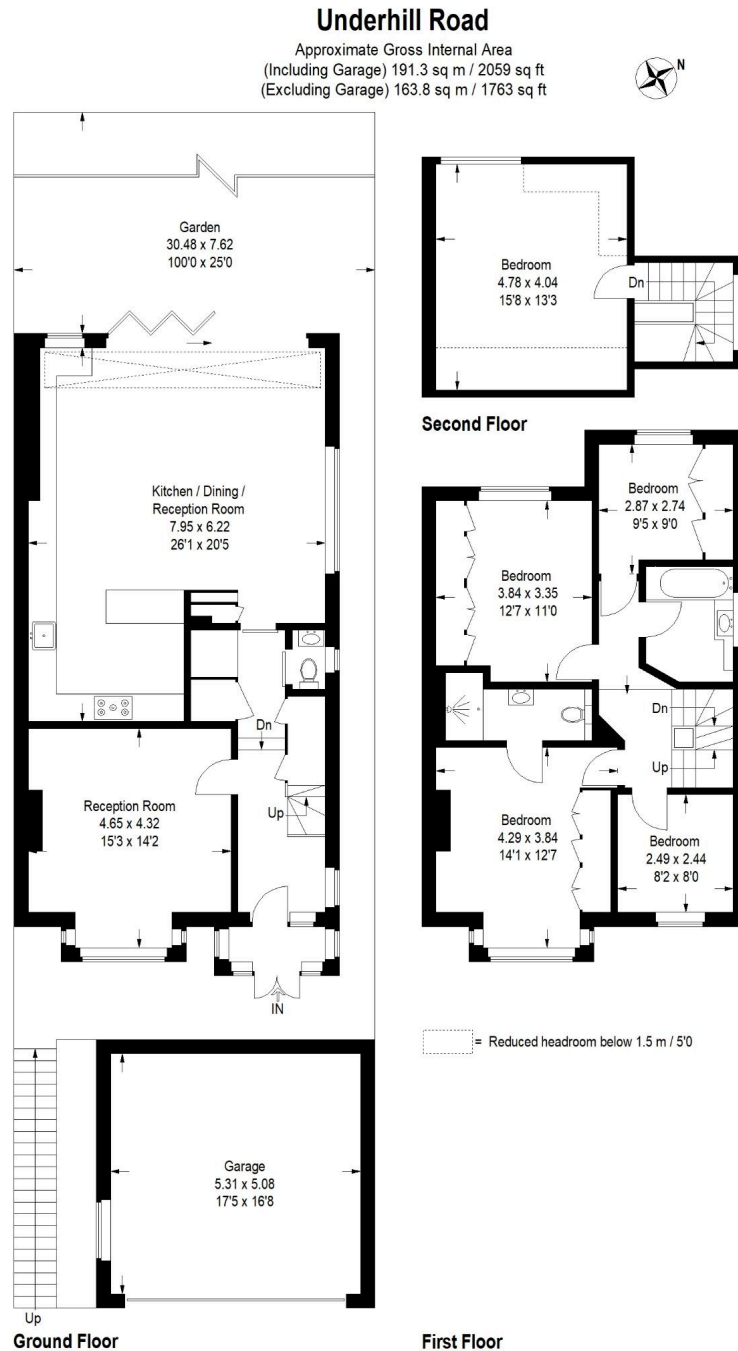 Underhill Road
Approximate Gross Internal Area
(Including Garage) 191.3 sq m / 2059 sq ft
(Excluding Garage) 163.8 sq m / 1763 sq ft
N
Garden
30.48 x 7.62
100'0 x 25'0
Kitchen / Dining /
Reception Room
7.95 x 6.22
26'1 x 20'5
Dn
Up
Reception Room
4.65 x 4.32
15'3 x 14'2
IN
Garage
5.31 x 5.08
17'5 x 16'8
Up
Ground Floor
Bedroom
4.78 x 4.04
15'8 x 13'3
Dn
Second Floor
Bedroom
2.87 x 2.74
9'5 x 9'0
Bedroom
3.84 x 3.35
12'7 x 11'0
Dn
Up
Bedroom
4.29 x 3.84
14'1 x 12'7
Bedroom
2.49 x 2.44
8'2 x 8'0
= Reduced headroom below 1.5 m / 5'0
First Floor